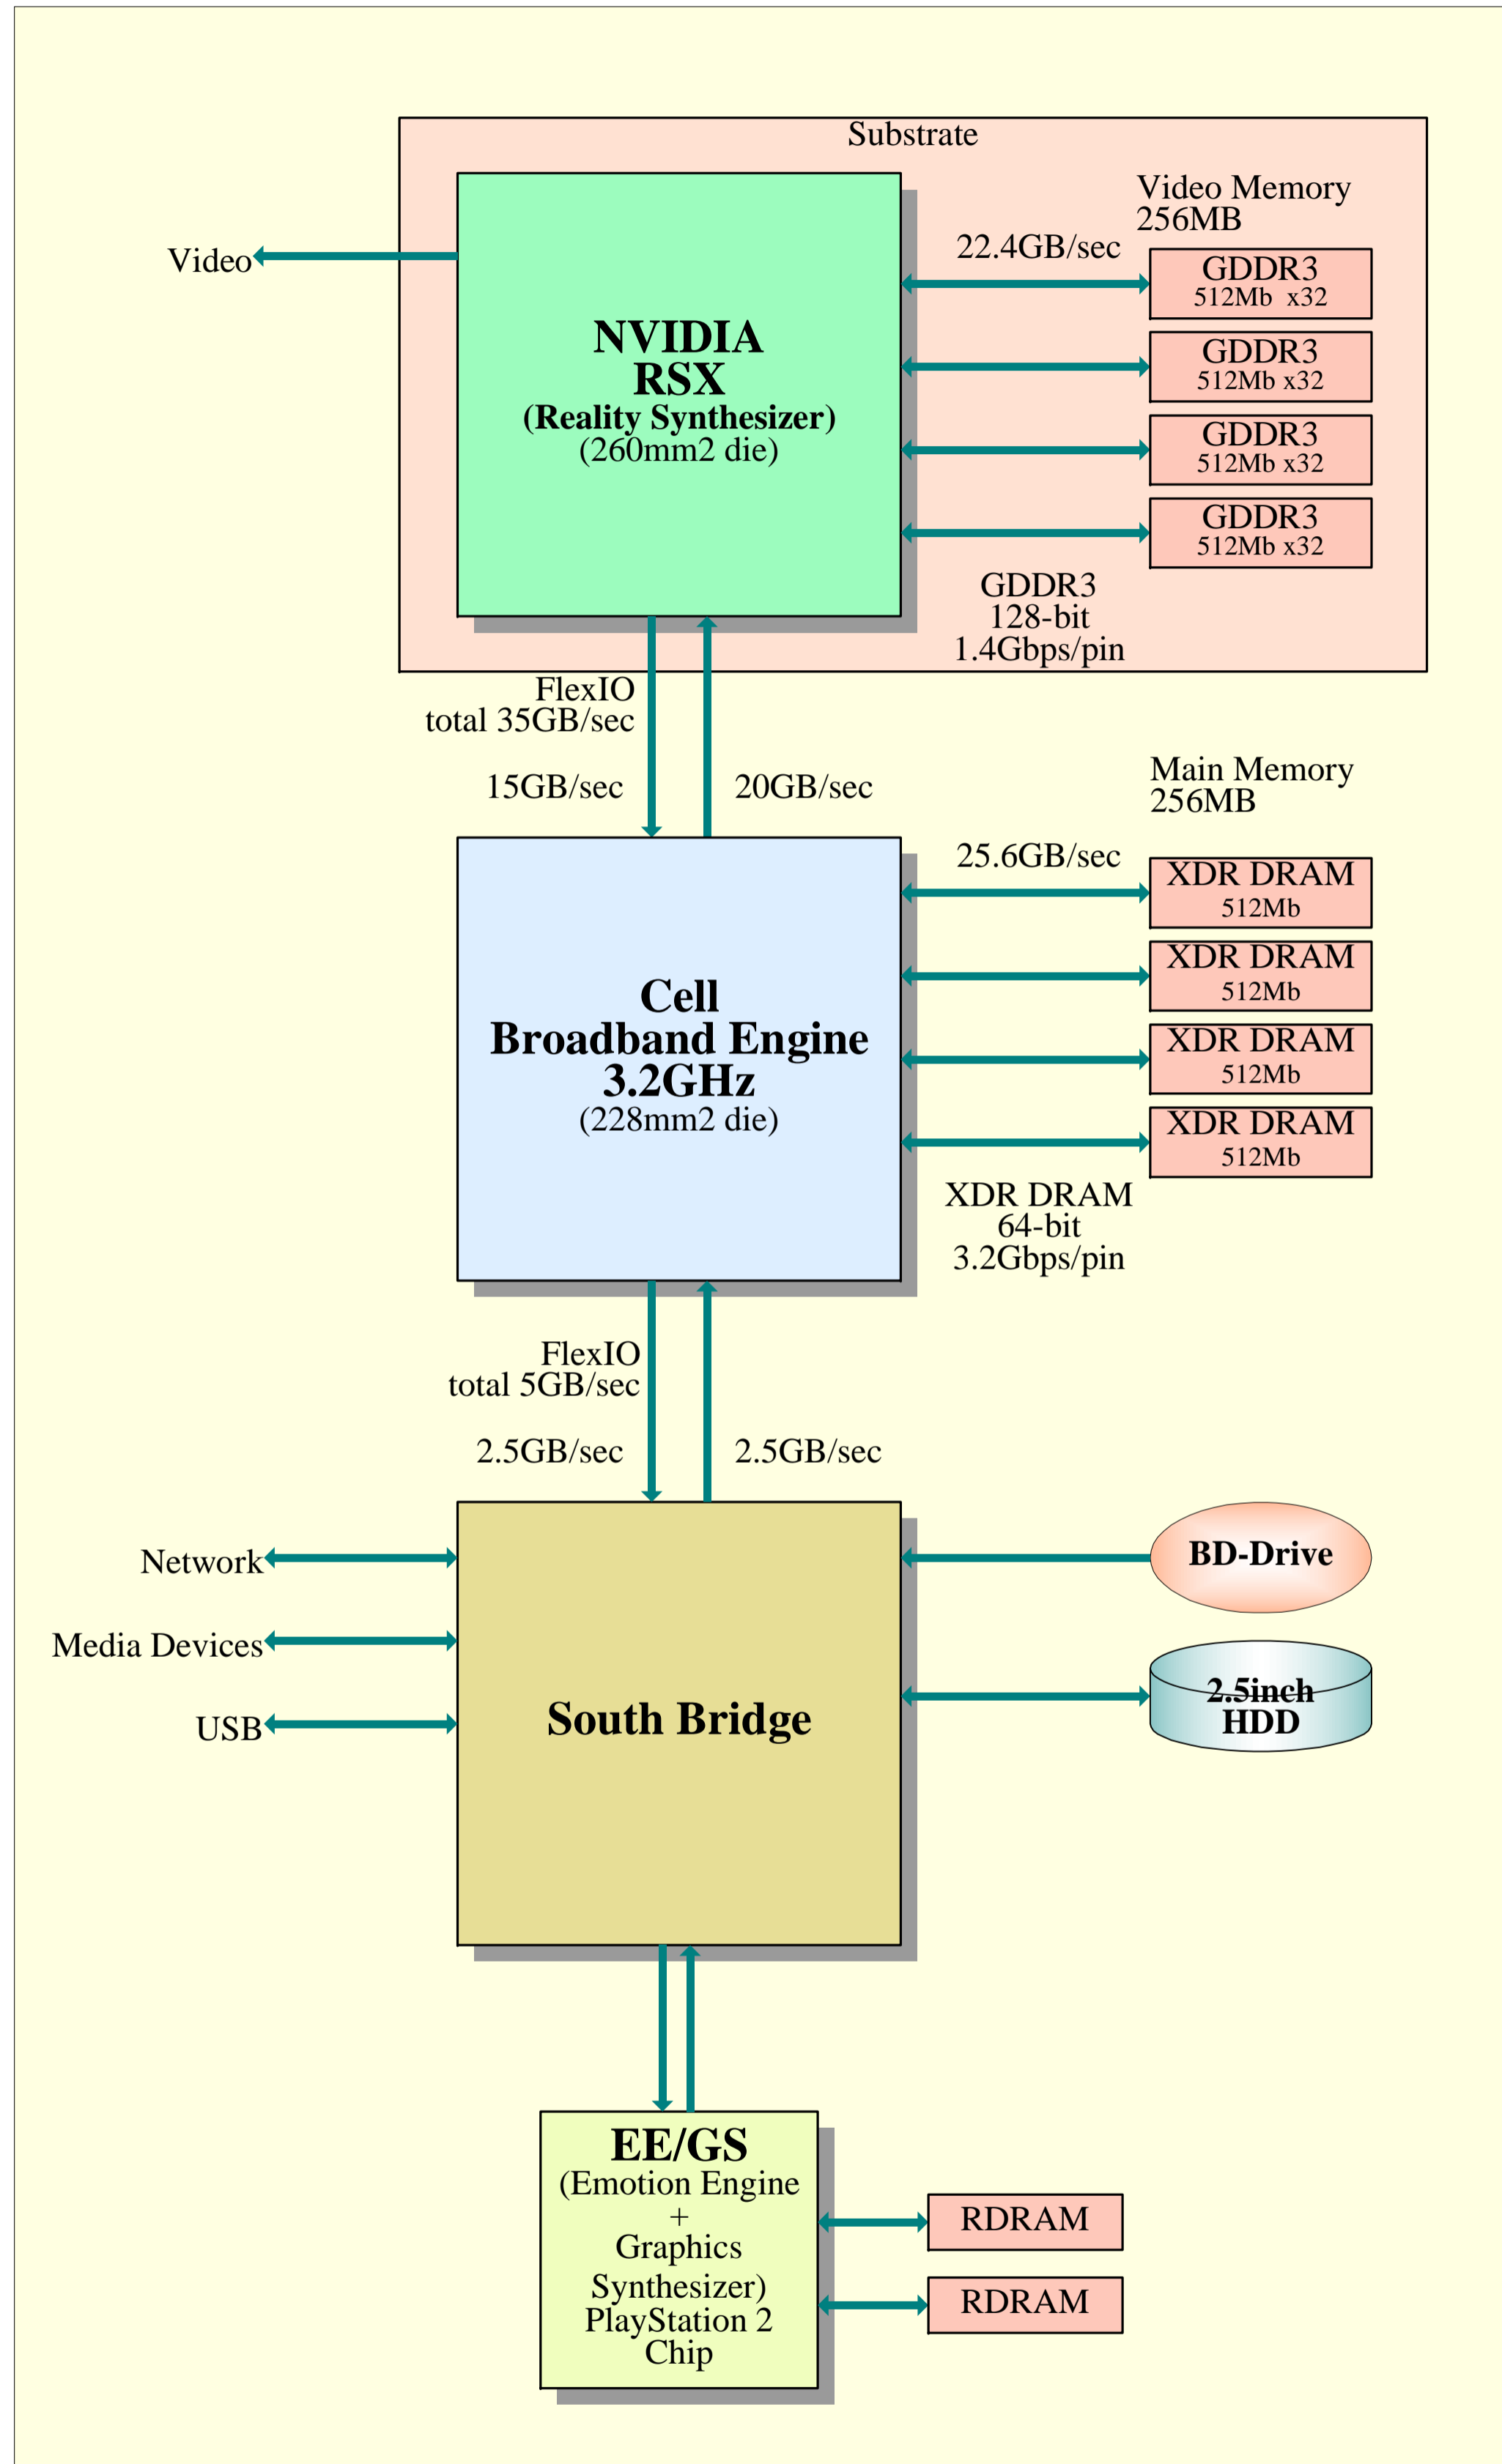 Substrate
Video Memory
256MB
Video
22.4GB/sec
GDDR3
512Mb  x32
NVIDIA
RSX
(Reality Synthesizer)
(260mm2 die)
GDDR3
512Mb x32
GDDR3
512Mb x32
GDDR3
512Mb x32
GDDR3
128-bit
1.4Gbps/pin
FlexIO
total 35GB/sec
15GB/sec
20GB/sec
Main Memory
256MB
25.6GB/sec
XDR DRAM
512Mb
XDR DRAM
512Mb
Cell
Broadband Engine
3.2GHz
(228mm2 die)
XDR DRAM
512Mb
XDR DRAM
512Mb
XDR DRAM
64-bit
3.2Gbps/pin
FlexIO
total 5GB/sec
2.5GB/sec
2.5GB/sec
Network
Media Devices
USB
South Bridge
BD-Drive
2.5inch
HDD
EE/GS
(Emotion Engine
+
Graphics
Synthesizer)
PlayStation 2
Chip
RDRAM
RDRAM